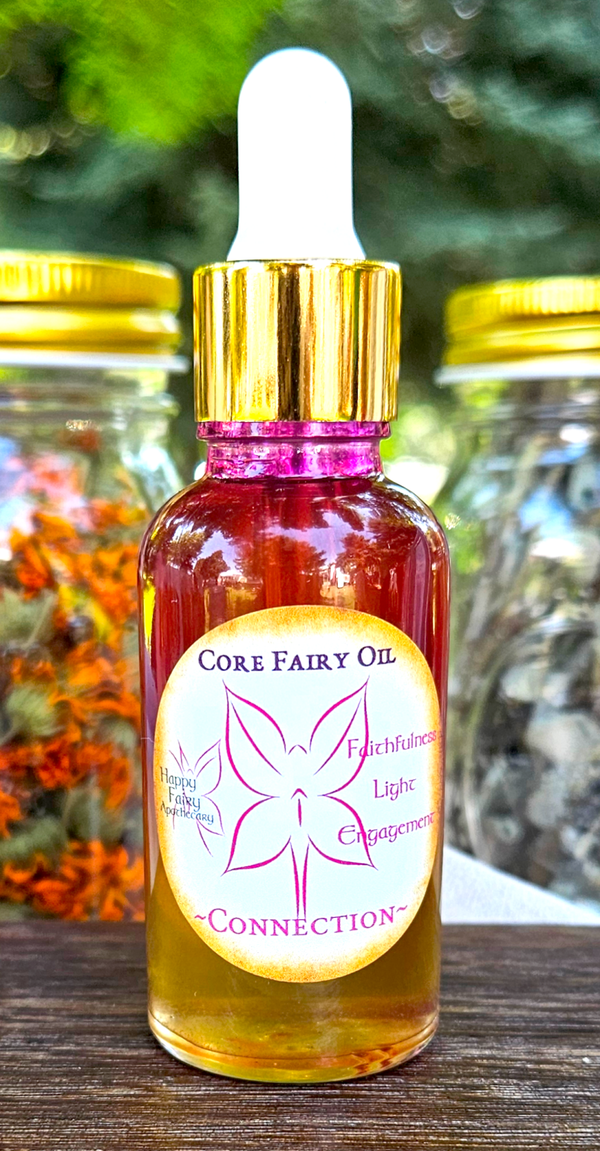 Core Fairy Oil
Faithfulness
Light
Engagement
Happy
Fairy
Apothecary
~Connection~